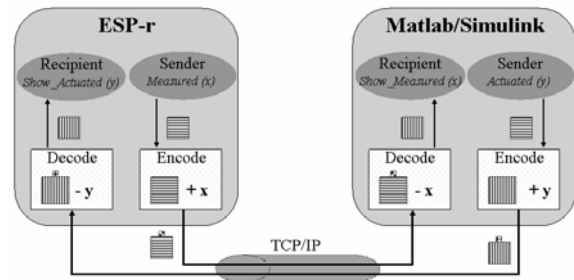 ESP-r
Matlab/Simulink
Recipient
Show_Actuated (y)
Sender
Measured (x)
Recipient
Show_Measured (x)
Sender
Actuated (y)
Decode
- y
Encode
+ x
Decode
- x
Encode
+ y
TCP/IP